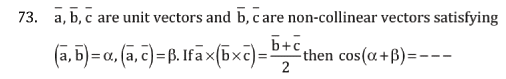 73. a̅, b̅, c̅ are unit vectors and b̅, c̅ are non-collinear vectors satisfying
(a̅, b̅)=α, (a̅, c̅)=β. If a̅×(b̅×c̅)= (b̅+c̅)/2 then cos(α+β)=---